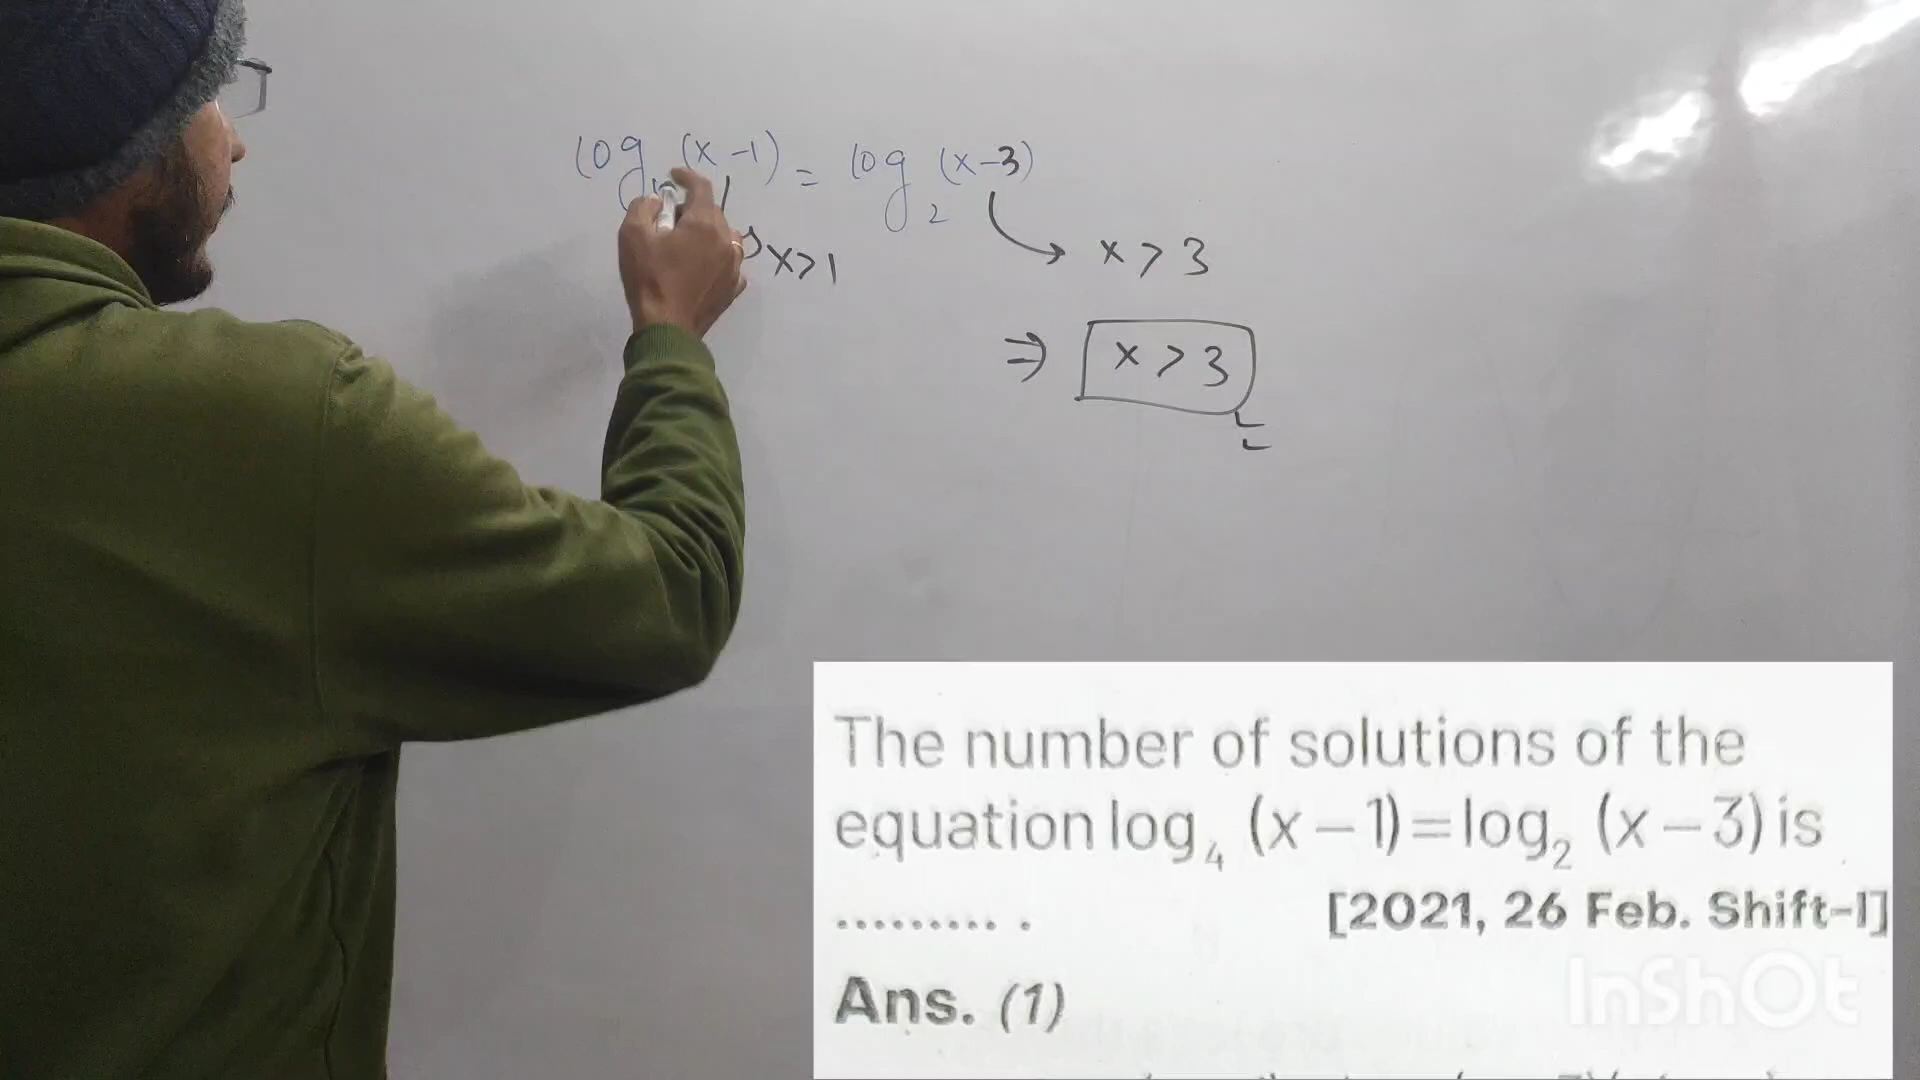 log (x-1) = log₂ (x-3)
x>1
x > 3
⇒ x > 3
The number of solutions of the
equation log₄ (x – 1) = log₂ (x – 3) is
......... .
[2021, 26 Feb. Shift-I]
Ans. (1)
InShOt